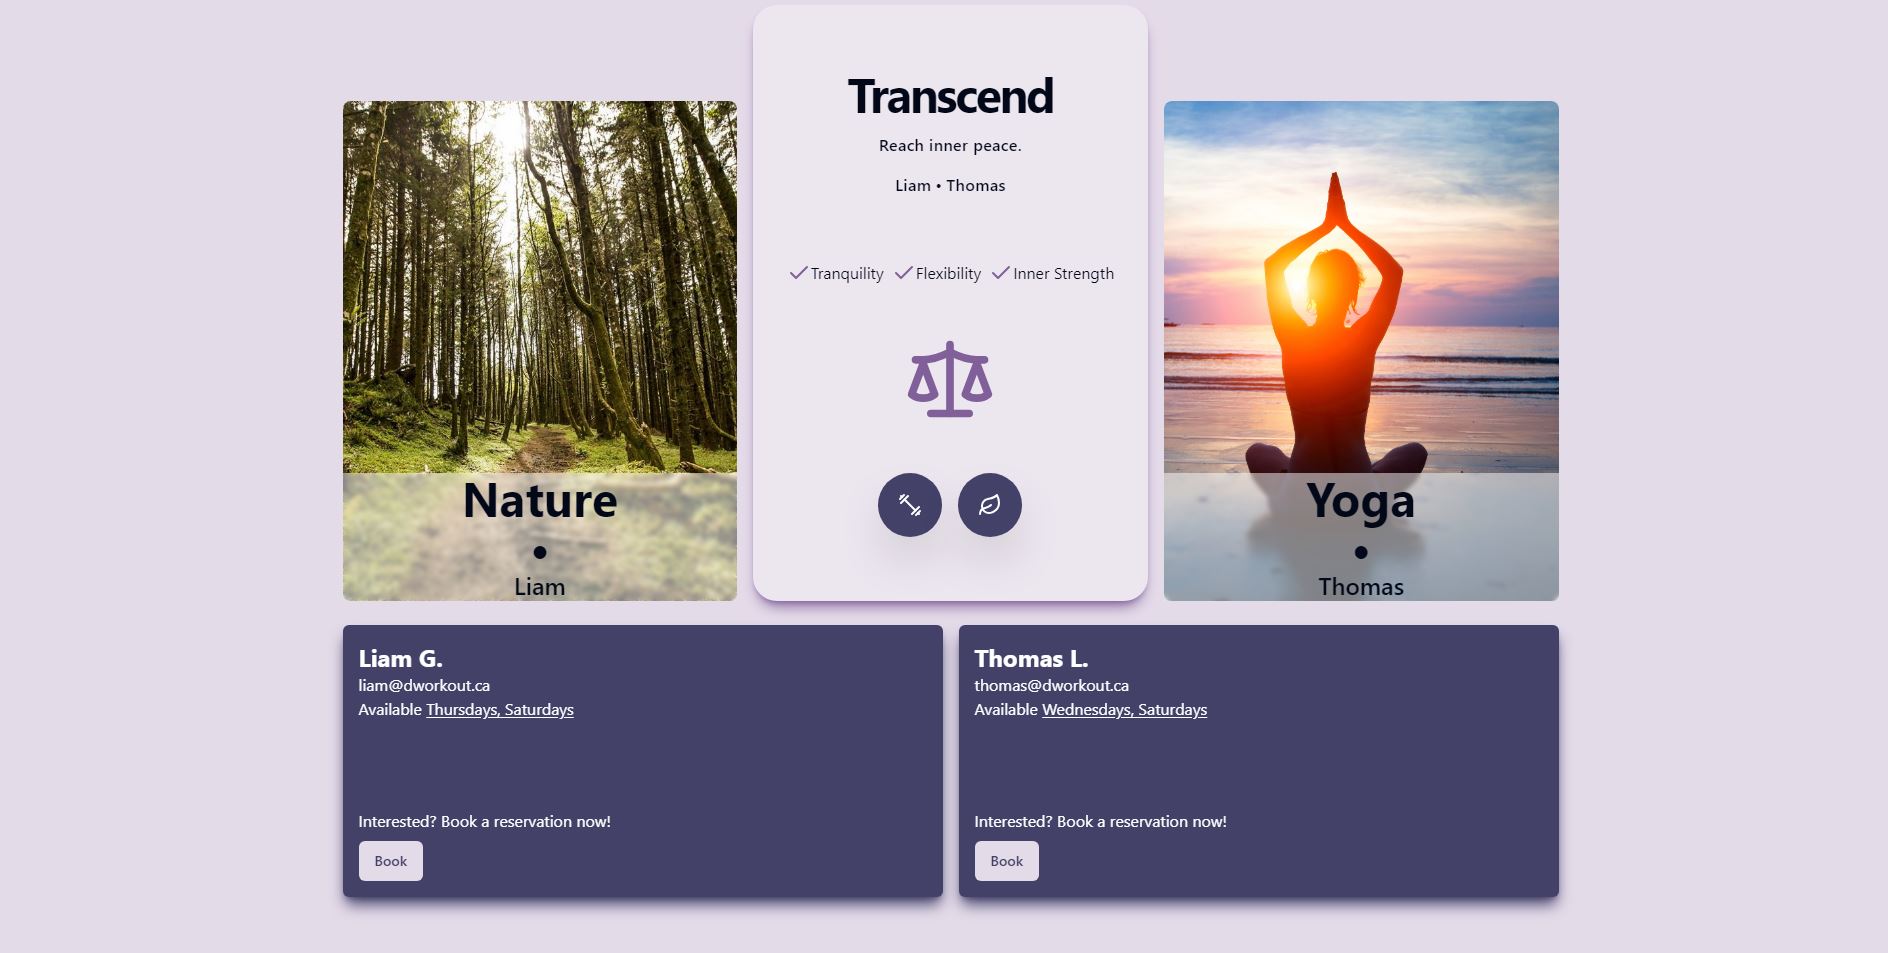 Transcend
Reach inner peace.
Liam • Thomas
Tranquility Flexibility Inner Strength
Nature
•
Liam
Yoga
•
Thomas
Liam G.
liam@dworkout.ca
Available Thursdays, Saturdays
Interested? Book a reservation now!
Book
Thomas L.
thomas@dworkout.ca
Available Wednesdays, Saturdays
Interested? Book a reservation now!
Book